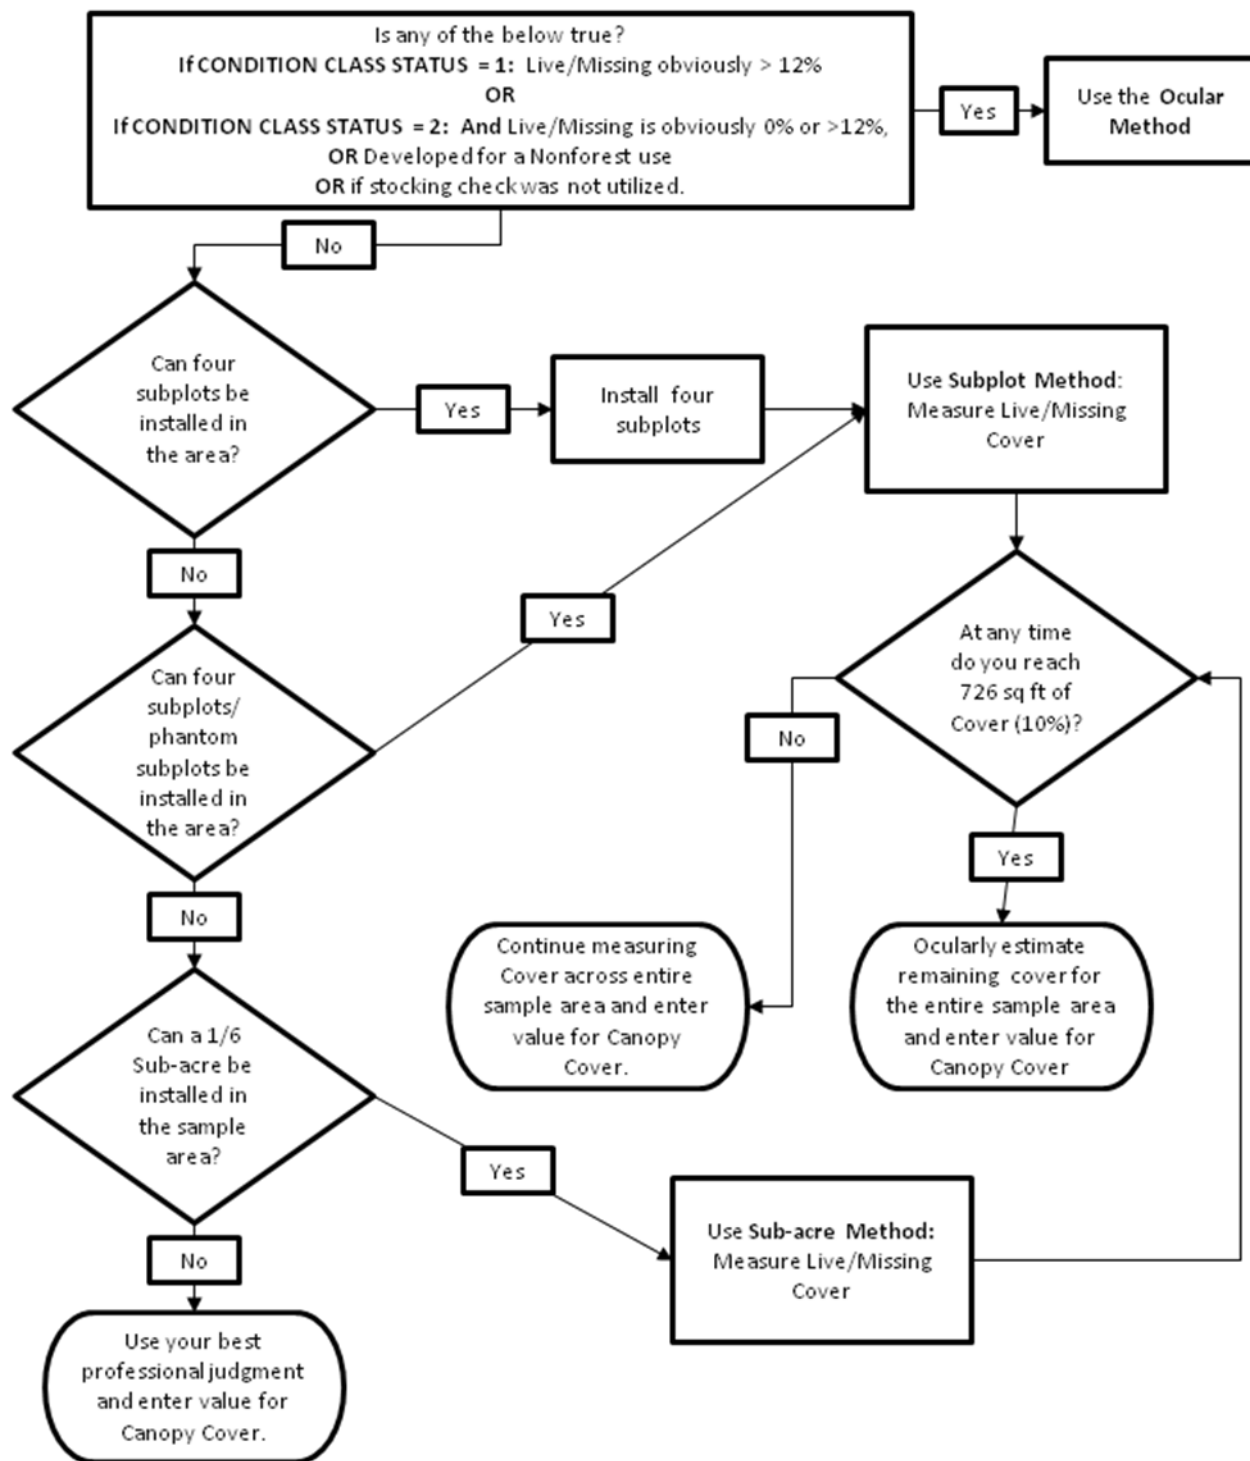 Is any of the below true?
If CONDITION CLASS STATUS = 1: Live/Missing obviously > 12%
OR
If CONDITION CLASS STATUS = 2: And Live/Missing is obviously 0% or >12%,
OR Developed for a Nonforest use
OR if stocking check was not utilized.
Yes
Use the Ocular
Method
No
Can four
subplots be
installed in
the area?
Yes
Install four
subplots
Use Subplot Method:
Measure Live/Missing
Cover
No
Can four
subplots/
phantom
subplots be
installed in
the area?
Yes
At any time
do you reach
726 sq ft of
Cover (10%)?
No
Yes
No
Continue measuring
Cover across entire
sample area and enter
value for Canopy
Cover.
Ocularly estimate
remaining cover for
the entire sample area
and enter value for
Canopy Cover
Can a 1/6
Sub-acre be
installed in
the sample
area?
Yes
Use Sub-acre Method:
Measure Live/Missing
Cover
No
Use your best
professional judgment
and enter value for
Canopy Cover.